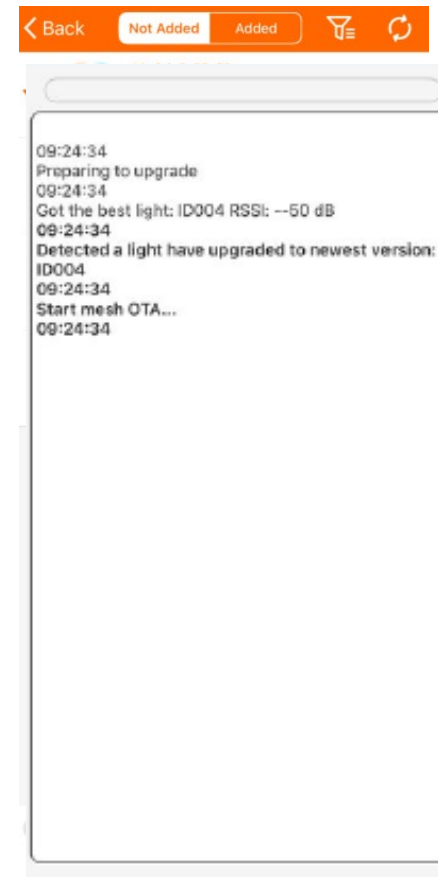 Back
Not Added
Added
09:24:34
Preparing to upgrade
09:24:34
Got the best light: ID004 RSSI: --50 dB
09:24:34
Detected a light have upgraded to newest version:
ID004
09:24:34
Start mesh OTA...
09:24:34